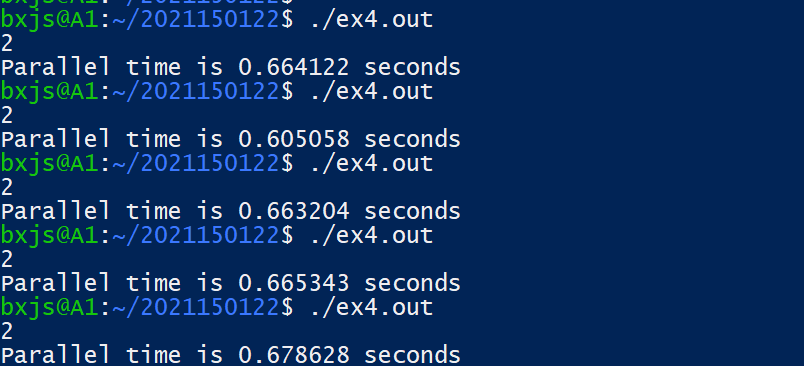 bxjs@A1:~/2021150122$ ./ex4.out
2
Parallel time is 0.664122 seconds
bxjs@A1:~/2021150122$ ./ex4.out
2
Parallel time is 0.605058 seconds
bxjs@A1:~/2021150122$ ./ex4.out
2
Parallel time is 0.663204 seconds
bxjs@A1:~/2021150122$ ./ex4.out
2
Parallel time is 0.665343 seconds
bxjs@A1:~/2021150122$ ./ex4.out
2
Parallel time is 0.678628 seconds